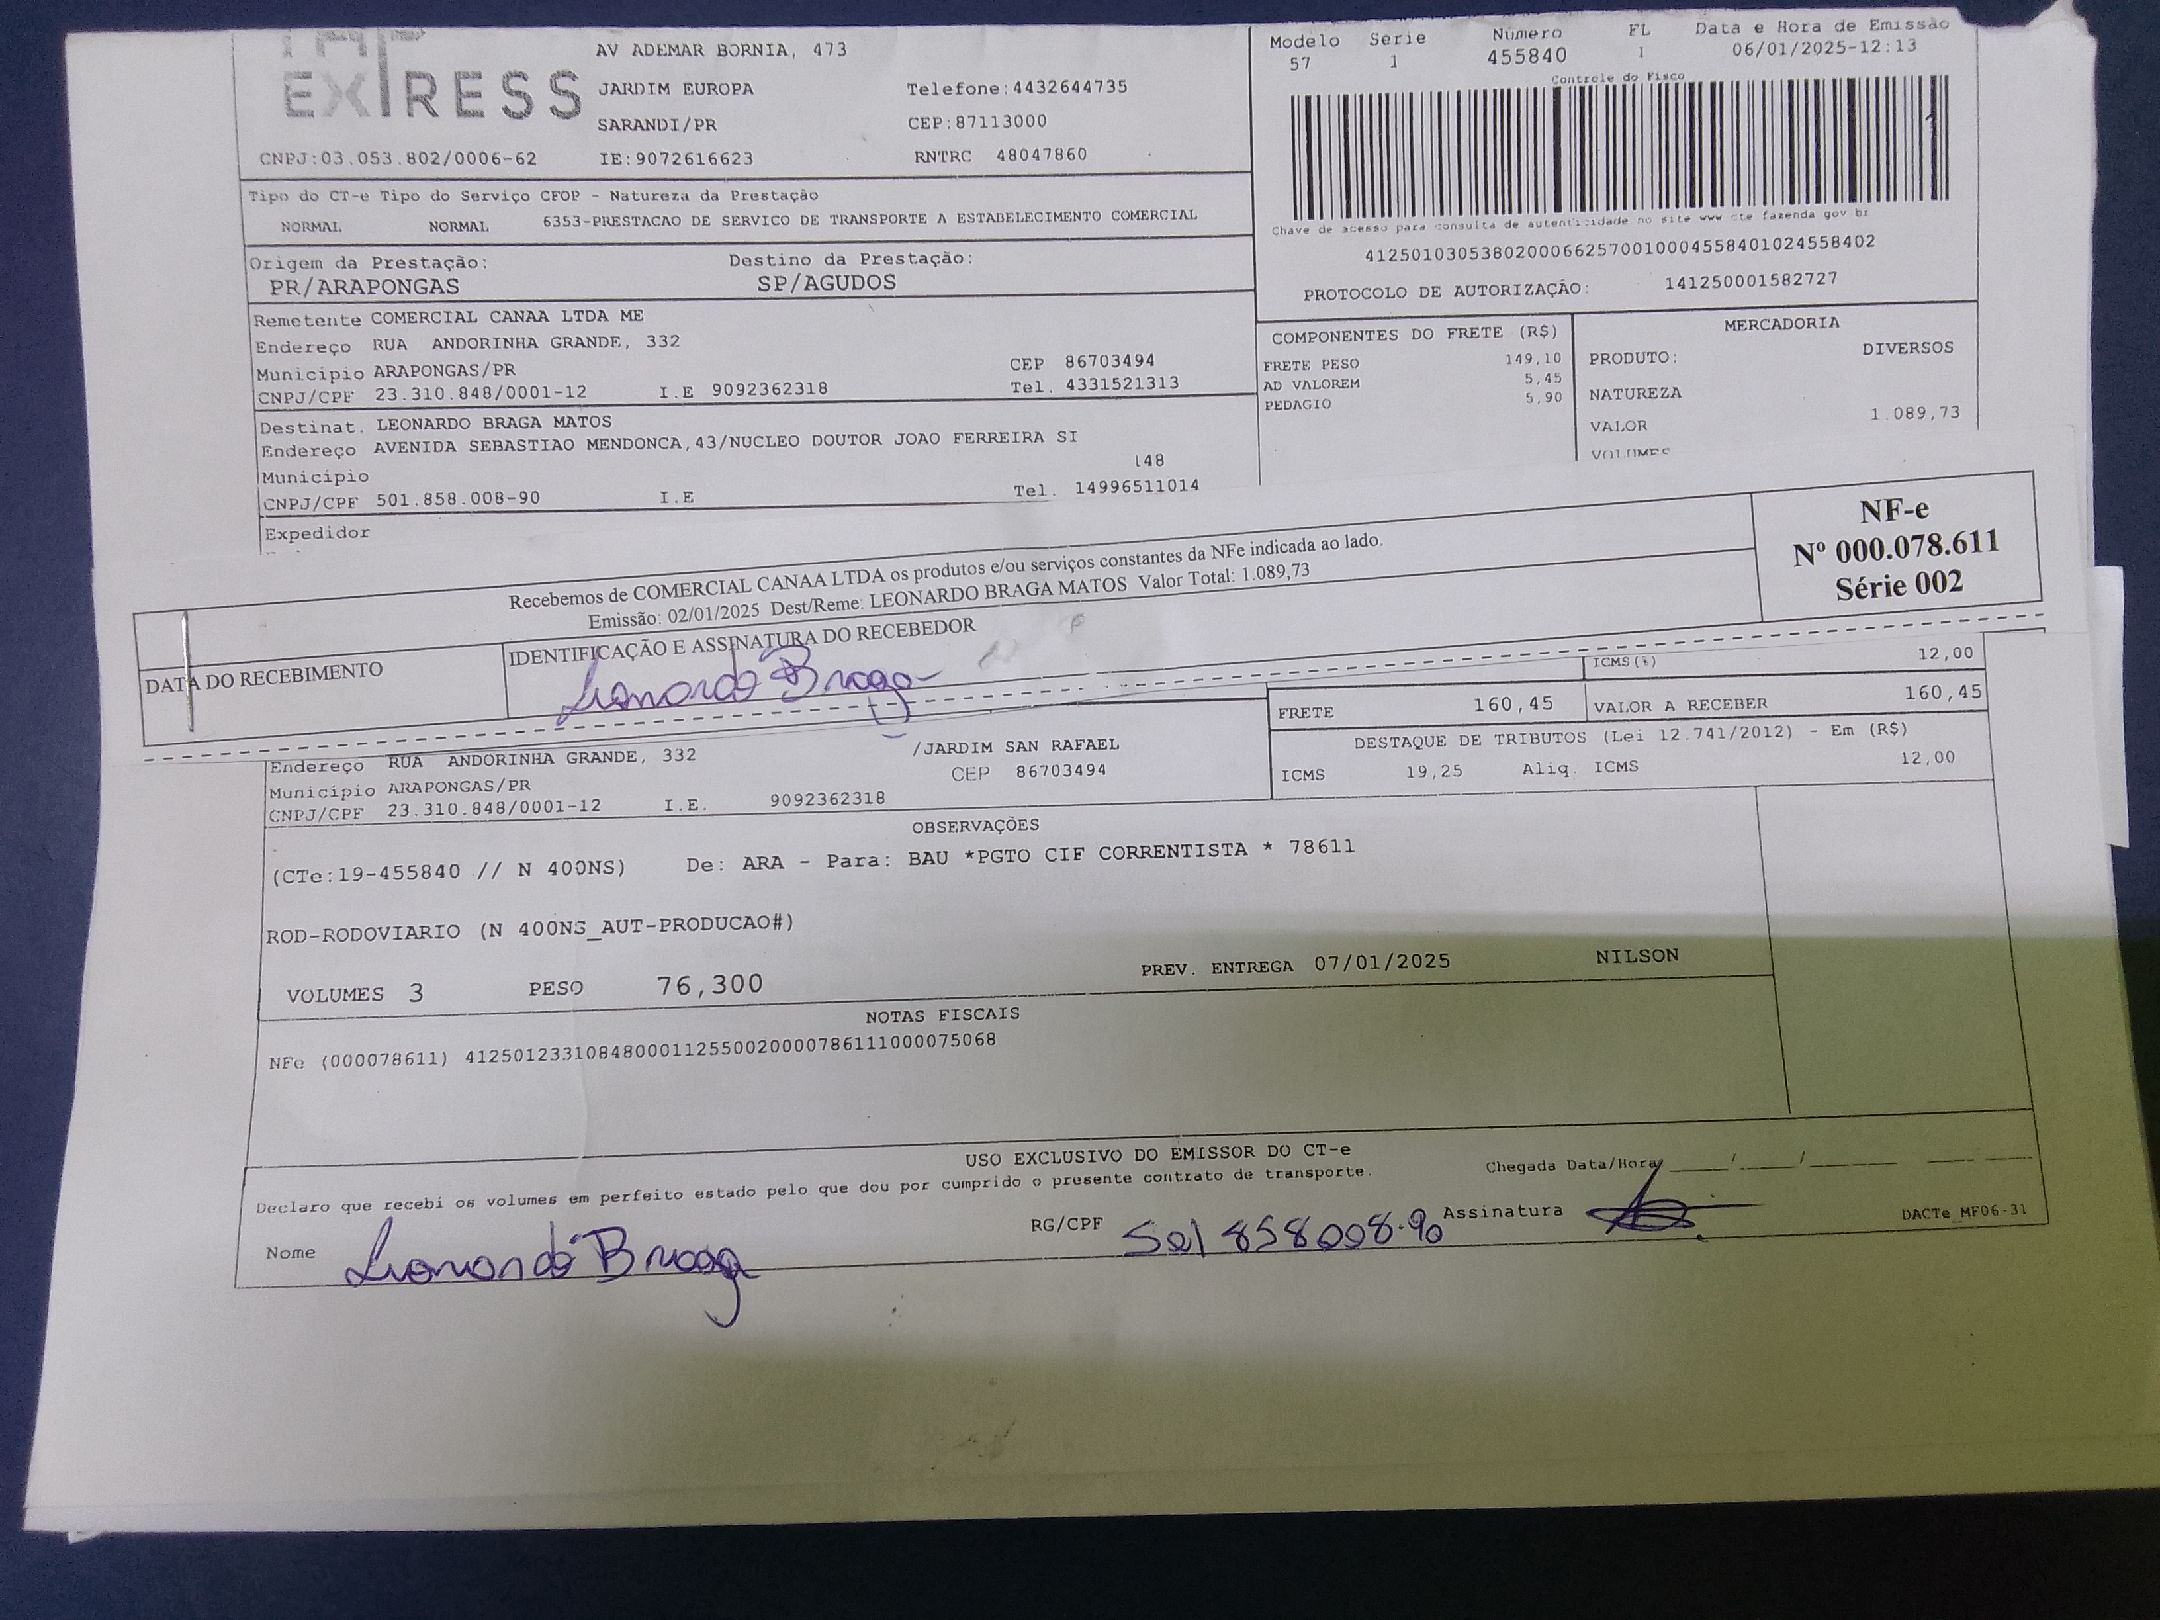 EXPRESS
AV ADEMAR BORNIA, 473
JARDIM EUROPA Telefone:4432644735
SARANDI/PR CEP:87113000
CNPJ:03.053.802/0006-62 IE:9072616623 RNTRC 48047860
Modelo Serie Número FL Data e Hora de Emissão
57 1 455840 1 06/01/2025-12:13
Controle do Fisco
Chave de acesso para consulta de autenticidade no site www cte fazenda gov br
41250103053802000662570010004558401024558402
PROTOCOLO DE AUTORIZAÇÃO: 141250001582727
Tipo do CT-e Tipo do Serviço CFOP - Natureza da Prestação
NORMAL NORMAL 6353-PRESTACAO DE SERVICO DE TRANSPORTE A ESTABELECIMENTO COMERCIAL
Origem da Prestação: Destino da Prestação:
PR/ARAPONGAS SP/AGUDOS
Remetente COMERCIAL CANAA LTDA ME
Endereço RUA ANDORINHA GRANDE, 332
Município ARAPONGAS/PR CEP 86703494
CNPJ/CPF 23.310.848/0001-12 I.E 9092362318 Tel. 4331521313
COMPONENTES DO FRETE (R$)
FRETE PESO 149,10
AD VALOREM 5,45
PEDAGIO 5,90
MERCADORIA
PRODUTO: DIVERSOS
NATUREZA
VALOR 1.089,73
VOLUMES
Destinat. LEONARDO BRAGA MATOS
Endereço AVENIDA SEBASTIAO MENDONCA,43/NUCLEO DOUTOR JOAO FERREIRA SI
Município 148
CNPJ/CPF 501.858.008-90 I.E Tel. 14996511014
Expedidor
Recebemos de COMERCIAL CANAA LTDA os produtos e/ou serviços constantes da NFe indicada ao lado.
Emissão: 02/01/2025 Dest/Reme: LEONARDO BRAGA MATOS Valor Total: 1.089,73
NF-e
Nº 000.078.611
Série 002
DATA DO RECEBIMENTO
IDENTIFICAÇÃO E ASSINATURA DO RECEBEDOR
Leonardo Braga
ICMS(%) 12,00
FRETE 160,45 VALOR A RECEBER 160,45
DESTAQUE DE TRIBUTOS (Lei 12.741/2012) - Em (R$)
ICMS 19,25 Aliq. ICMS 12,00
Endereço RUA ANDORINHA GRANDE, 332 /JARDIM SAN RAFAEL
Município ARAPONGAS/PR CEP 86703494
CNPJ/CPF 23.310.848/0001-12 I.E. 9092362318
OBSERVAÇÕES
(CTe:19-455840 // N 400NS) De: ARA - Para: BAU *PGTO CIF CORRENTISTA * 78611
ROD-RODOVIARIO (N 400NS_AUT-PRODUCAO#)
VOLUMES 3 PESO 76,300 PREV. ENTREGA 07/01/2025 NILSON
NOTAS FISCAIS
NFe (000078611) 41250123310848000112550020000786111000075068
USO EXCLUSIVO DO EMISSOR DO CT-e
Declaro que recebi os volumes em perfeito estado pelo que dou por cumprido o presente contrato de transporte. Chegada Data/Hora ____/____/____
Nome Leonardo Braga RG/CPF 501 858008-90 Assinatura DACTe_MF06-31